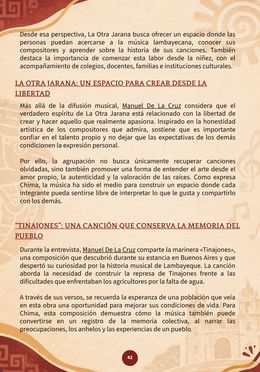 Desde esa perspectiva, La Otra Jarana busca ofrecer un espacio donde las
personas puedan acercarse a la música lambayecana, conocer sus
compositores y aprender sobre la historia de sus canciones. También
destaca la importancia de comenzar esta labor desde la niñez, con el
acompañamiento de colegios, docentes, familias e instituciones culturales.
LA OTRA JARANA: UN ESPACIO PARA CREAR DESDE LA
LIBERTAD
Más allá de la difusión musical, Manuel De La Cruz considera que el
verdadero espíritu de La Otra Jarana está relacionado con la libertad de
crear y hacer aquello que realmente apasiona. Inspirado en la honestidad
artística de los compositores que admira, sostiene que es importante
confiar en el talento propio y no dejar que las expectativas de los demás
condicionen la expresión personal.
Por ello, la agrupación no busca únicamente recuperar canciones
olvidadas, sino también promover una forma de entender el arte desde el
amor propio, la autenticidad y la valoración de las raíces. Como expresa
Chima, la música ha sido el medio para construir un espacio donde cada
integrante pueda sentirse libre de interpretar lo que le gusta y compartirlo
con los demás.
"TINAJONES": UNA CANCIÓN QUE CONSERVA LA MEMORIA DEL
PUEBLO
Durante la entrevista, Manuel De La Cruz comparte la marinera «Tinajones»,
una composición que descubrió durante su estancia en Buenos Aires y que
despertó su curiosidad por la historia musical de Lambayeque. La canción
aborda la necesidad de construir la represa de Tinajones frente a las
dificultades que enfrentaban los agricultores por la falta de agua.
A través de sus versos, se recuerda la esperanza de una población que veía
en esta obra una oportunidad para mejorar sus condiciones de vida. Para
Chima, esta composición demuestra cómo la música también puede
convertirse en un registro de la memoria colectiva, al narrar las
preocupaciones, los anhelos y las experiencias de un pueblo.
42